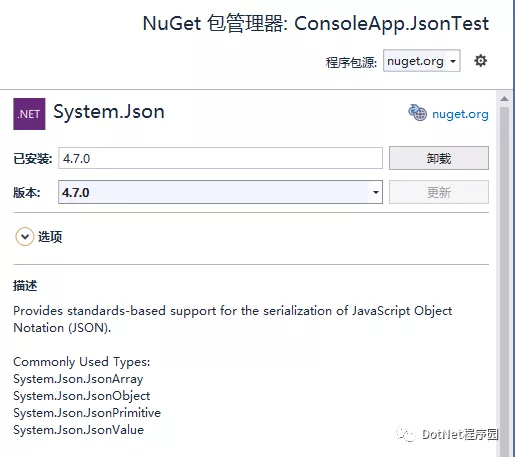 NuGet 包管理器: ConsoleApp.JsonTest
程序包源: nuget.org
.NET System.Json nuget.org
已安装: 4.7.0 卸载
版本: 4.7.0 更新
选项
描述
Provides standards-based support for the serialization of JavaScript Object
Notation (JSON).
Commonly Used Types:
System.Json.JsonArray
System.Json.JsonObject
System.Json.JsonPrimitive
System.Json.JsonValue
DotNet程序园